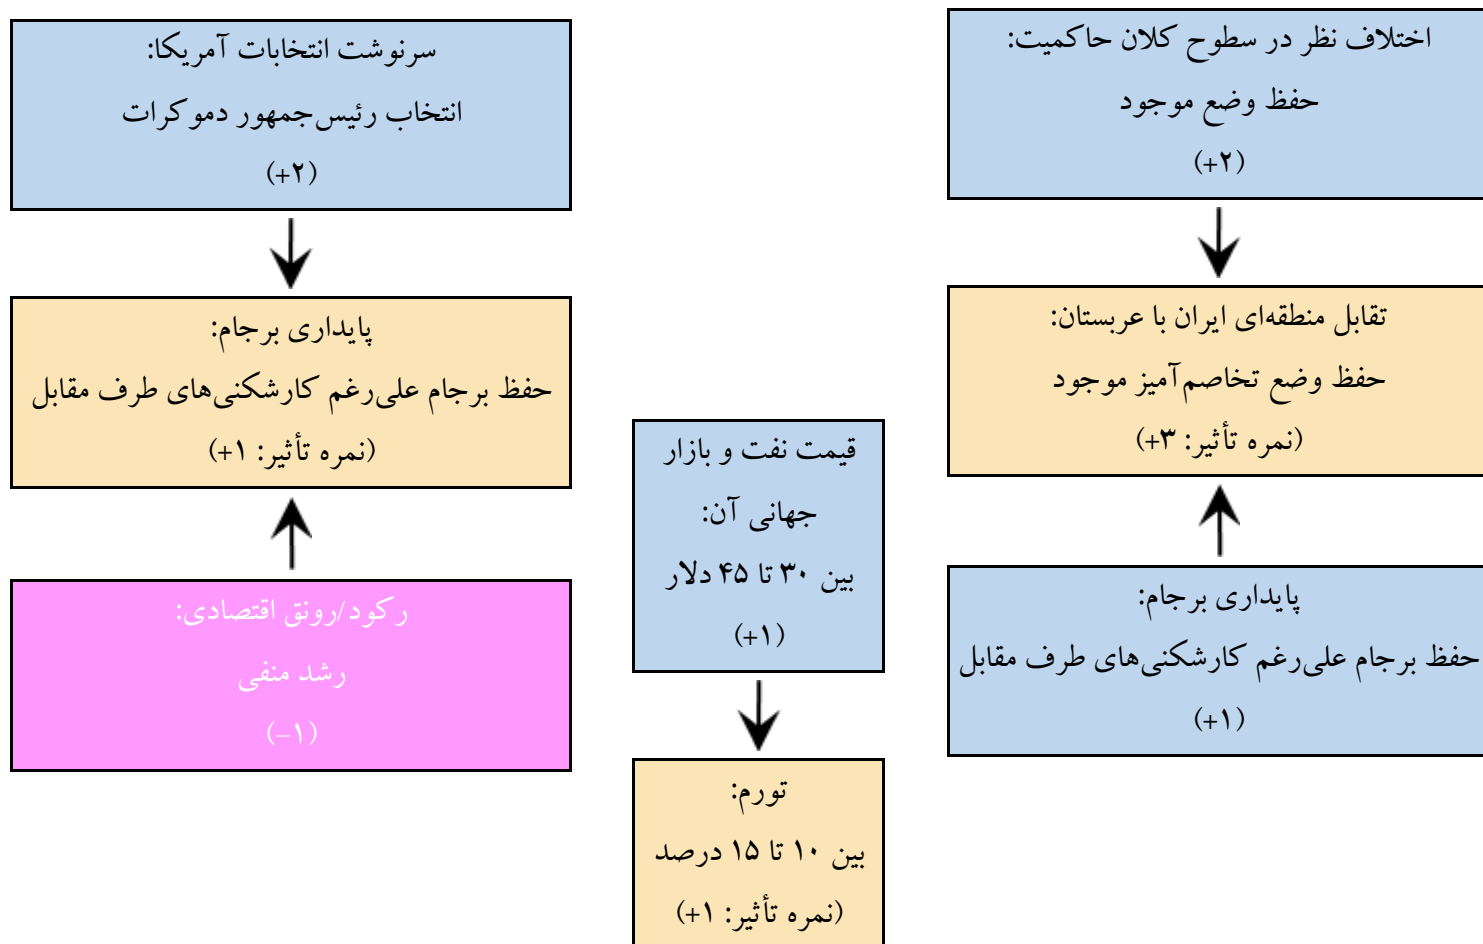 اختلاف نظر در سطوح کلان حاکمیت:
حفظ وضع موجود
(+۲)
تقابل منطقه‌ای ایران با عربستان:
حفظ وضع تخاصم‌آمیز موجود
(نمره تأثیر: ۳+)
پایداری برجام:
حفظ برجام علی‌رغم کارشکنی‌های طرف مقابل
(+۱)
قیمت نفت و بازار
جهانی آن:
بین ۳۰ تا ۴۵ دلار
(+۱)
تورم:
بین ۱۰ تا ۱۵ درصد
(نمره تأثیر: ۱+)
سرنوشت انتخابات آمریکا:
انتخاب رئیس‌جمهور دموکرات
(+۲)
پایداری برجام:
حفظ برجام علی‌رغم کارشکنی‌های طرف مقابل
(نمره تأثیر: ۱+)
رکود/رونق اقتصادی:
رشد منفی
(−۱)